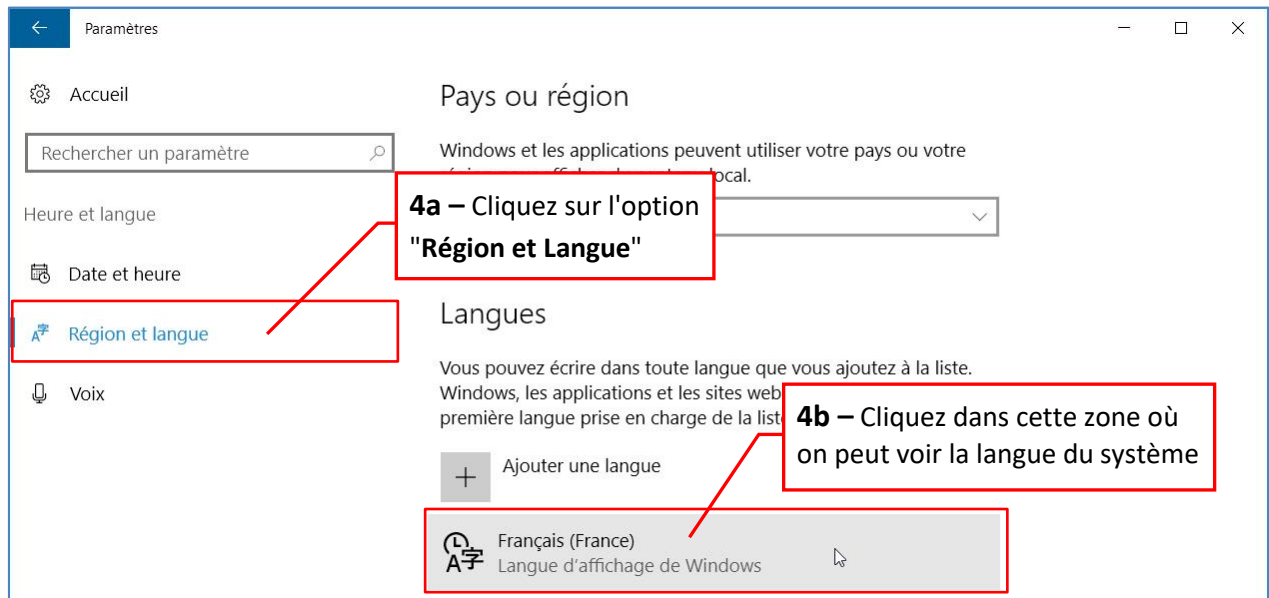 Paramètres
Accueil
Rechercher un paramètre
Heure et langue
Date et heure
Région et langue
Voix
Pays ou région
Windows et les applications peuvent utiliser votre pays ou votre
local.
4a – Cliquez sur l'option
"Région et Langue"
Langues
Vous pouvez écrire dans toute langue que vous ajoutez à la liste.
Windows, les applications et les sites web
première langue prise en charge de la
4b – Cliquez dans cette zone où
on peut voir la langue du système
Ajouter une langue
Français (France)
Langue d'affichage de Windows